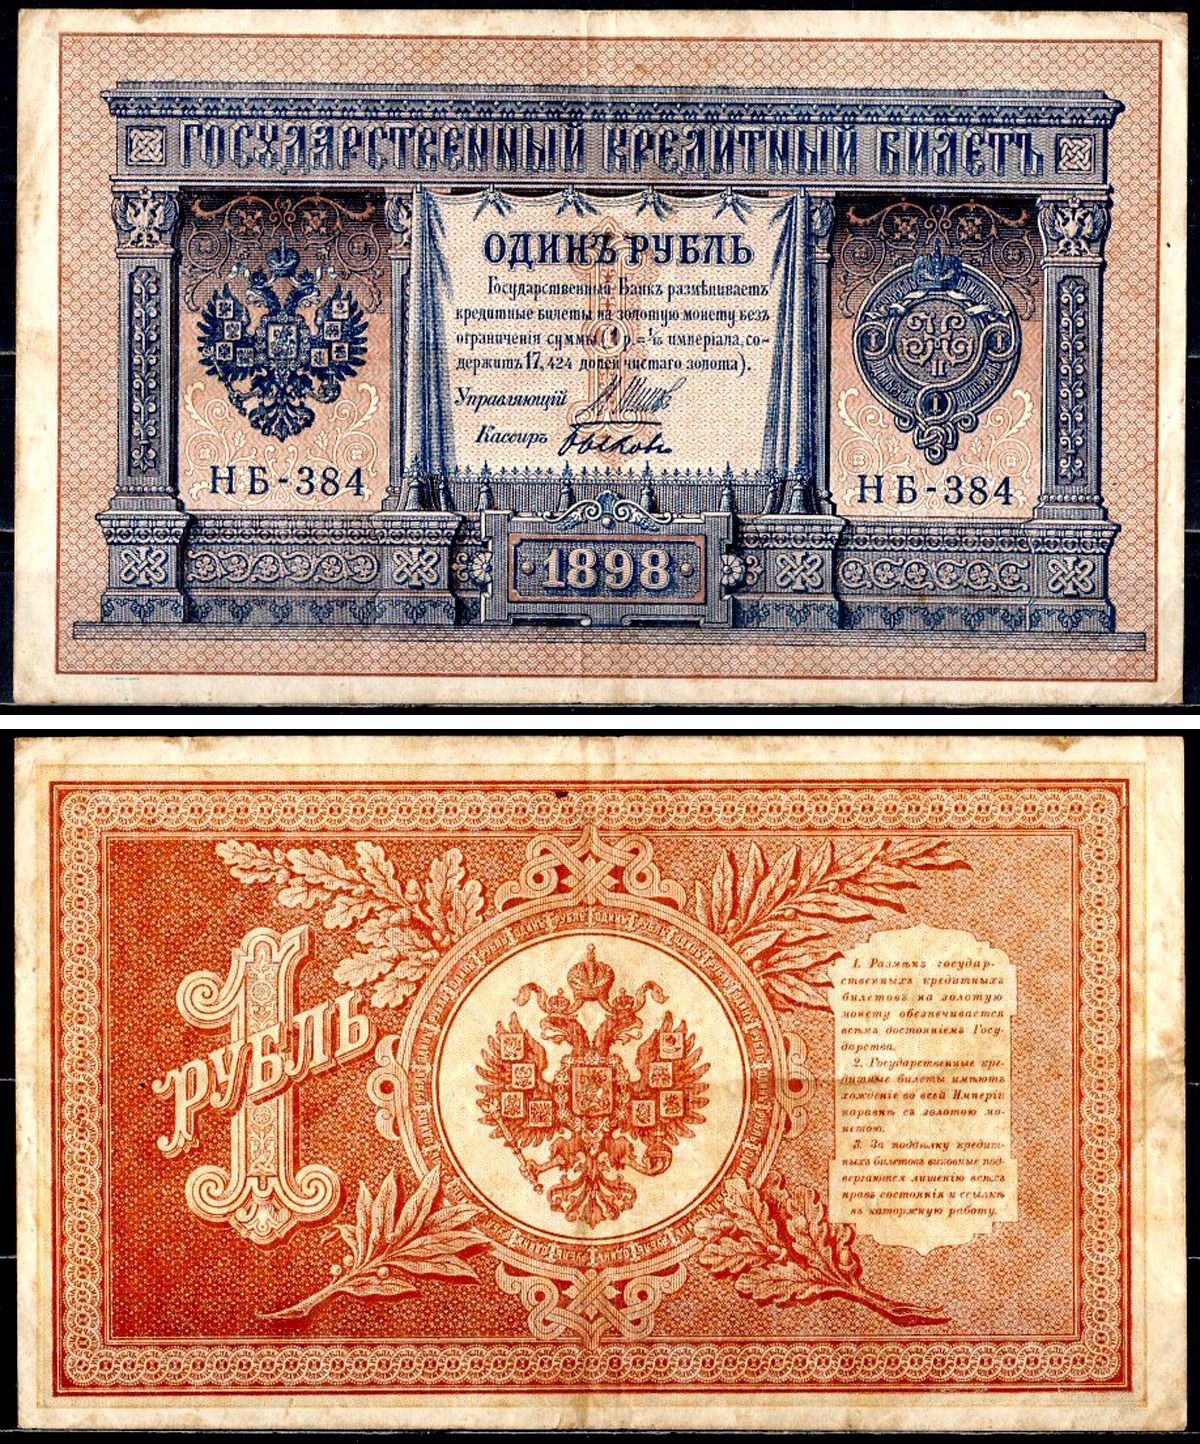 ГОСУДАРСТВЕННЫЙ КРЕДИТНЫЙ БИЛЕТЪ
ОДИНЪ РУБЛЬ
Государственный Банкъ размѣниваетъ
кредитные билеты на золотую монету безъ
ограниченія суммы (1 р.= 1/15 имперіала, со-
держитъ 17,424 долей чистаго золота).
Управляющій
Кассиръ
НБ-384
НБ-384
1898
1
РУБЛЬ
1. Размѣнъ государ-
ственныхъ кредитныхъ
билетовъ на золотую
монету обезпечивается
всѣмъ достояніемъ Госу-
дарства.
2. Государственные кре-
дитные билеты имѣютъ
хожденіе во всей Имперіи
наравнѣ съ золотою мо-
нетою.
3. За поддѣлку кредит-
ныхъ билетовъ виновные под-
вергаются лишенію всѣхъ
правъ состоянія и ссылкѣ
въ каторжную работу.